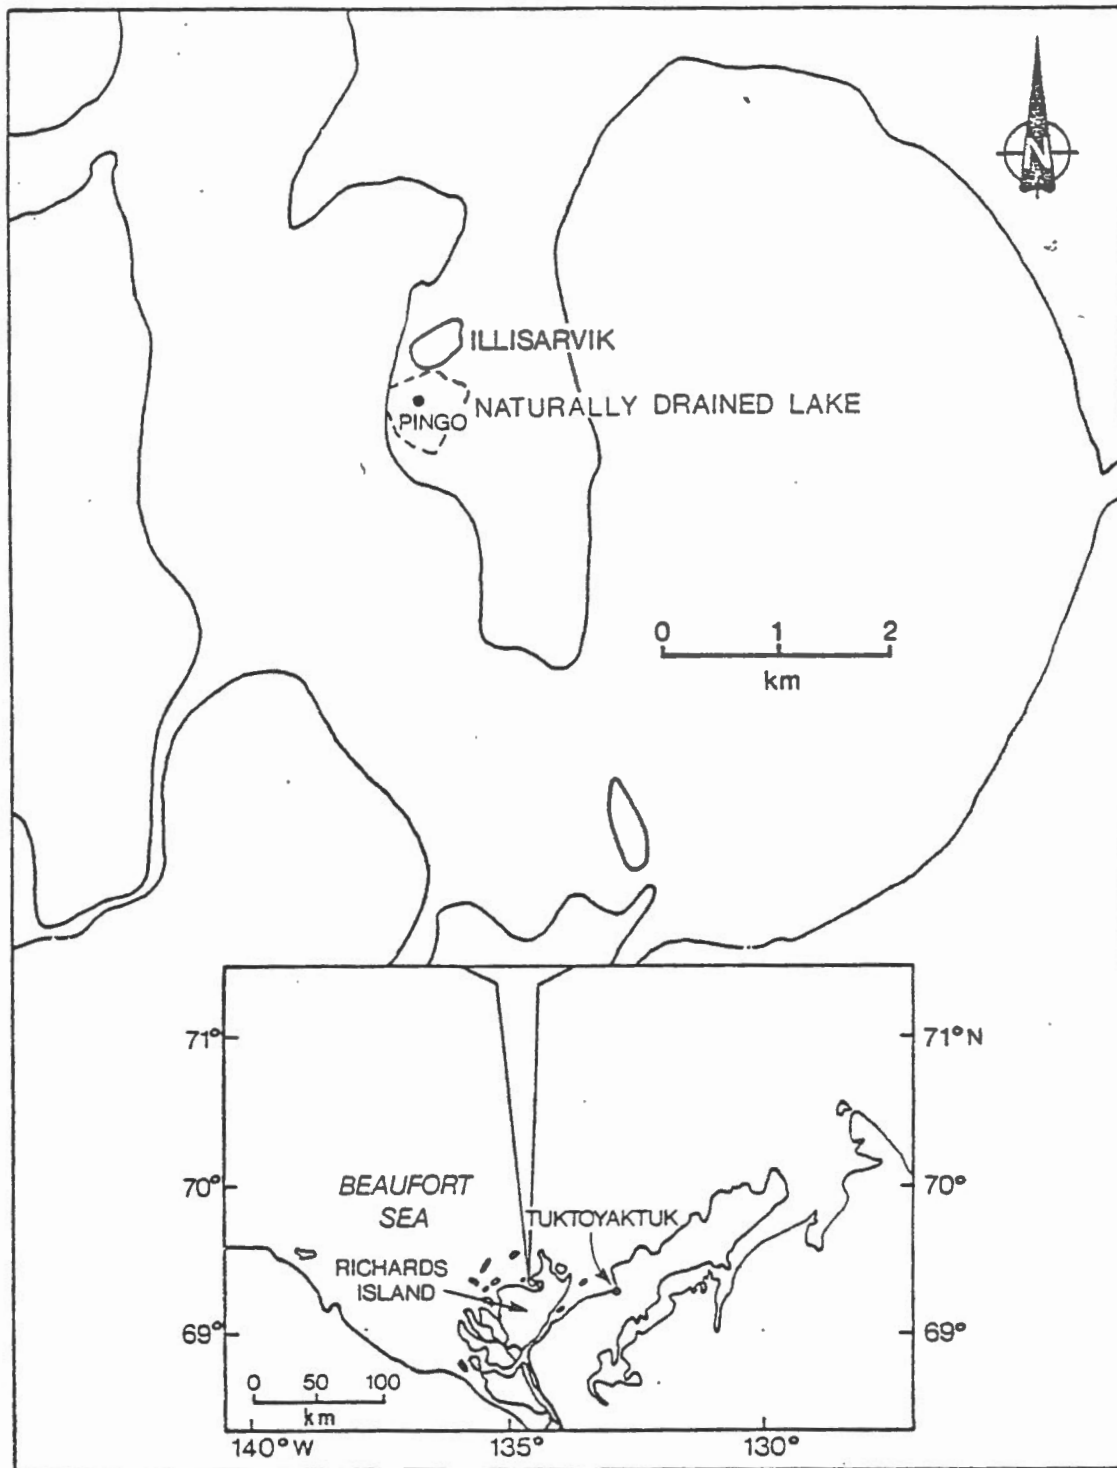 N
ILLISARVIK
NATURALLY DRAINED LAKE
PINGO
0 1 2
km
71°
71°N
70°
70°
BEAUFORT
SEA
TUKTOYAKTUK
RICHARDS
ISLAND
69°
69°
0 50 100
km
140°W
135°
130°